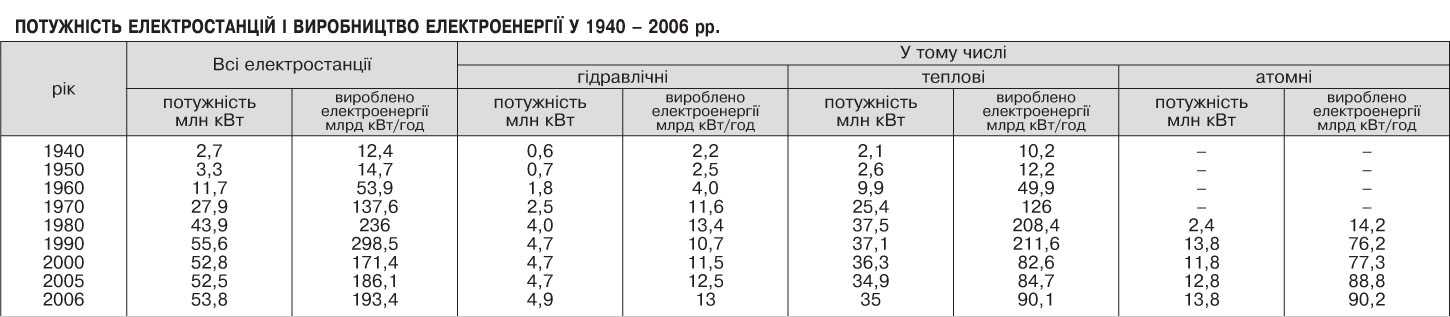 ПОТУЖНІСТЬ ЕЛЕКТРОСТАНЦІЙ І ВИРОБНИЦТВО ЕЛЕКТРОЕНЕРГІЇ У 1940 – 2006 рр.
рік
Всі електростанції
У тому числі
гідравлічні теплові атомні
потужність млн кВт
вироблено електроенергії млрд кВт/год
потужність млн кВт
вироблено електроенергії млрд кВт/год
потужність млн кВт
вироблено електроенергії млрд кВт/год
потужність млн кВт
вироблено електроенергії млрд кВт/год
1940 2,7 12,4 0,6 2,2 2,1 10,2 – –
1950 3,3 14,7 0,7 2,5 2,6 12,2 – –
1960 11,7 53,9 1,8 4,0 9,9 49,9 – –
1970 27,9 137,6 2,5 11,6 25,4 126 – –
1980 43,9 236 4,0 13,4 37,5 208,4 2,4 14,2
1990 55,6 298,5 4,7 10,7 37,1 211,6 13,8 76,2
2000 52,8 171,4 4,7 11,5 36,3 82,6 11,8 77,3
2005 52,5 186,1 4,7 12,5 34,9 84,7 12,8 88,8
2006 53,8 193,4 4,9 13 35 90,1 13,8 90,2